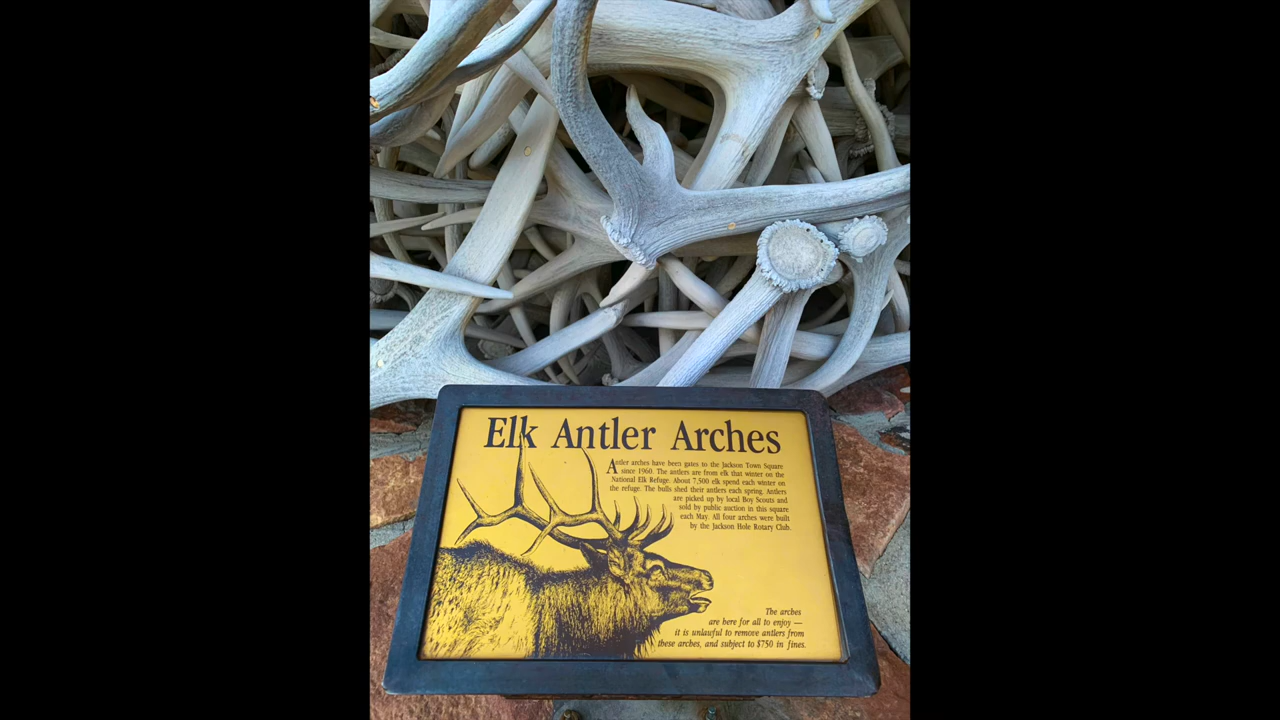 Elk Antler Arches
Antler arches have been gates to the Jackson Town Square
since 1960. The antlers are from elk that winter on the
National Elk Refuge. About 7,500 elk spend each winter on
the refuge. The bulls shed their antlers each spring. Antlers
are picked up by local Boy Scouts and
sold by public auction in this square
each May. All four arches were built
by the Jackson Hole Rotary Club.
The arches
are here for all to enjoy —
it is unlawful to remove antlers from
these arches, and subject to $750 in fines.